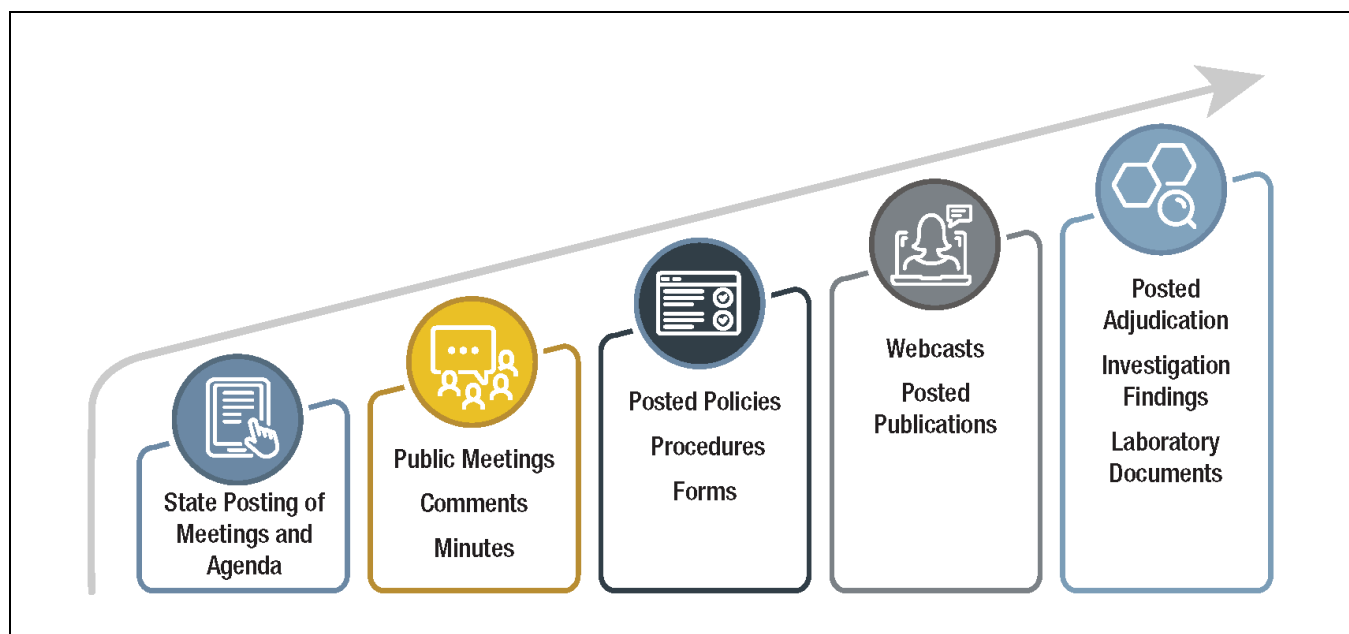 State Posting of
Meetings and
Agenda
Public Meetings
Comments
Minutes
Posted Policies
Procedures
Forms
Webcasts
Posted
Publications
Posted
Adjudication
Investigation
Findings
Laboratory
Documents